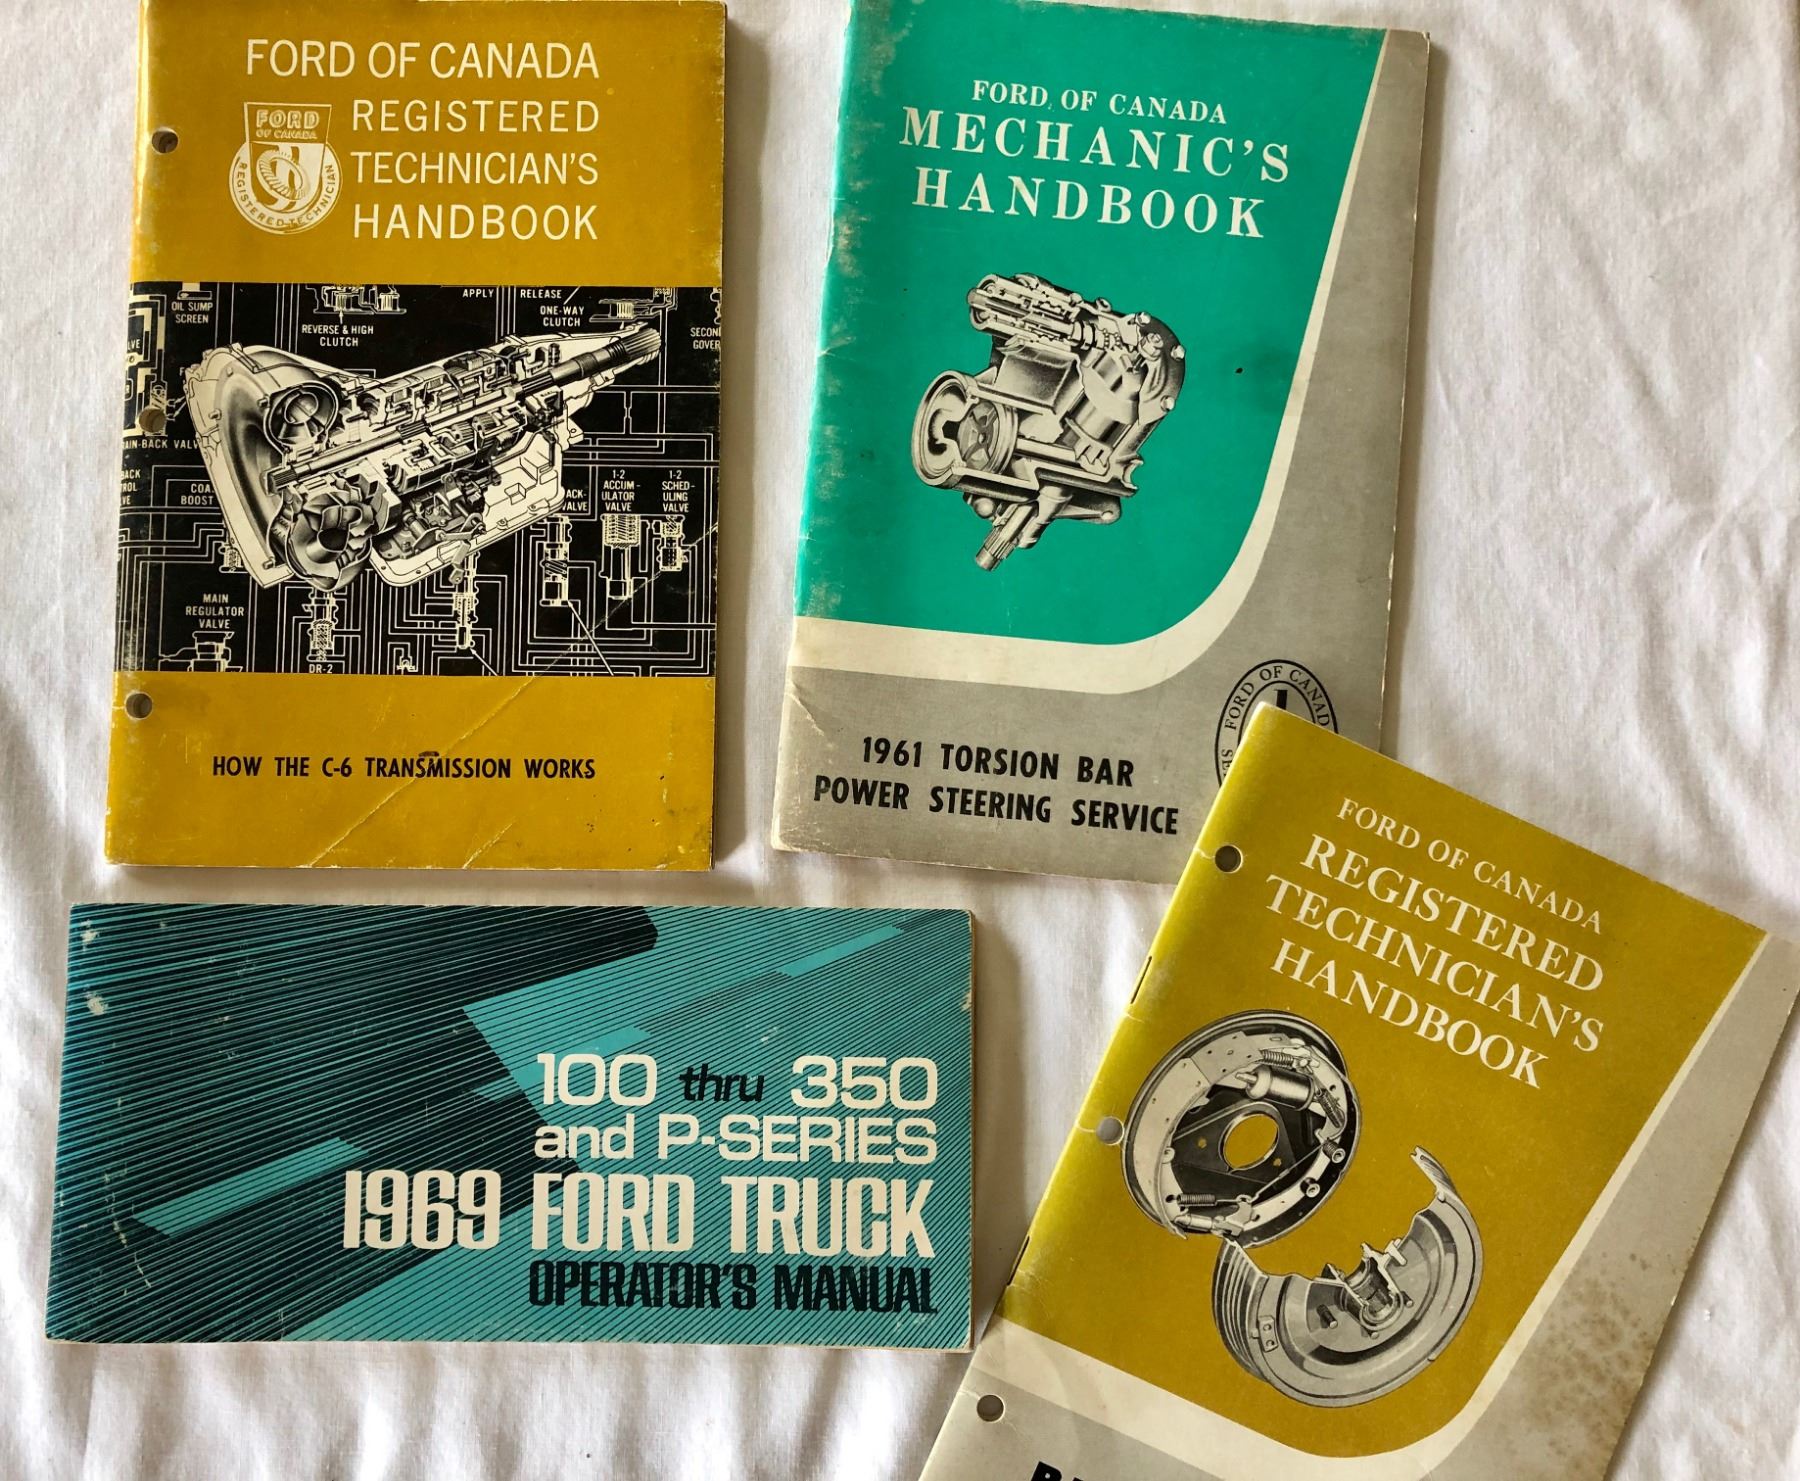 FORD OF CANADA
REGISTERED
TECHNICIAN'S
HANDBOOK
FORD
OF CANADA
REGISTERED TECHNICIAN
APPLY
RELEASE
OIL SUMP
SCREEN
REVERSE & HIGH
CLUTCH
ONE-WAY
CLUTCH
BOOST
1-2
ACCUM-
ULATOR
VALVE
1-2
SCHED-
ULING
VALVE
MAIN
REGULATOR
VALVE
DR-2
HOW THE C-6 TRANSMISSION WORKS
FORD OF CANADA
MECHANIC'S
HANDBOOK
FORD OF CANAD
1961 TORSION BAR
POWER STEERING SERVICE
100 thru 350
and P-SERIES
1969 FORD TRUCK
OPERATOR'S MANUAL
FORD OF CANADA
REGISTERED
TECHNICIAN'S
HANDBOOK